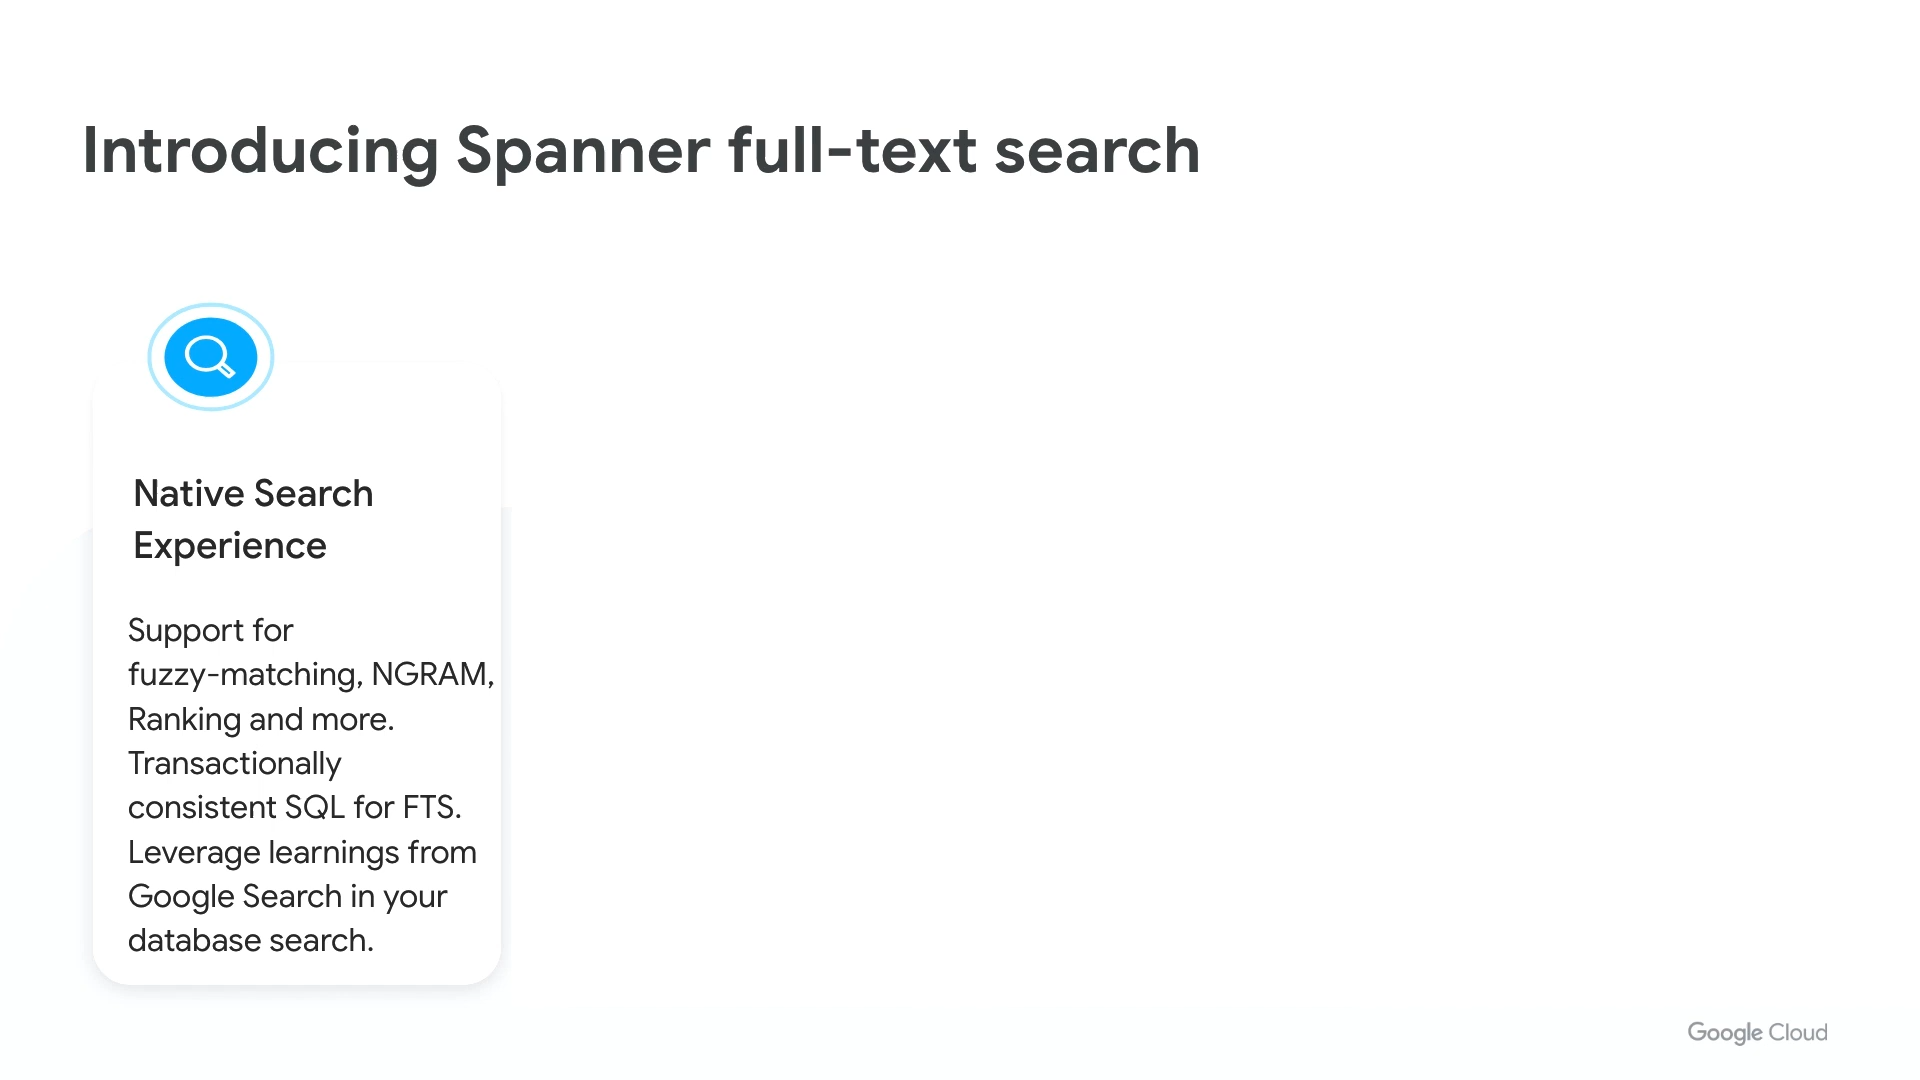 Introducing Spanner full-text search
Native Search
Experience
Support for
fuzzy-matching, NGRAM,
Ranking and more.
Transactionally
consistent SQL for FTS.
Leverage learnings from
Google Search in your
database search.
Google Cloud